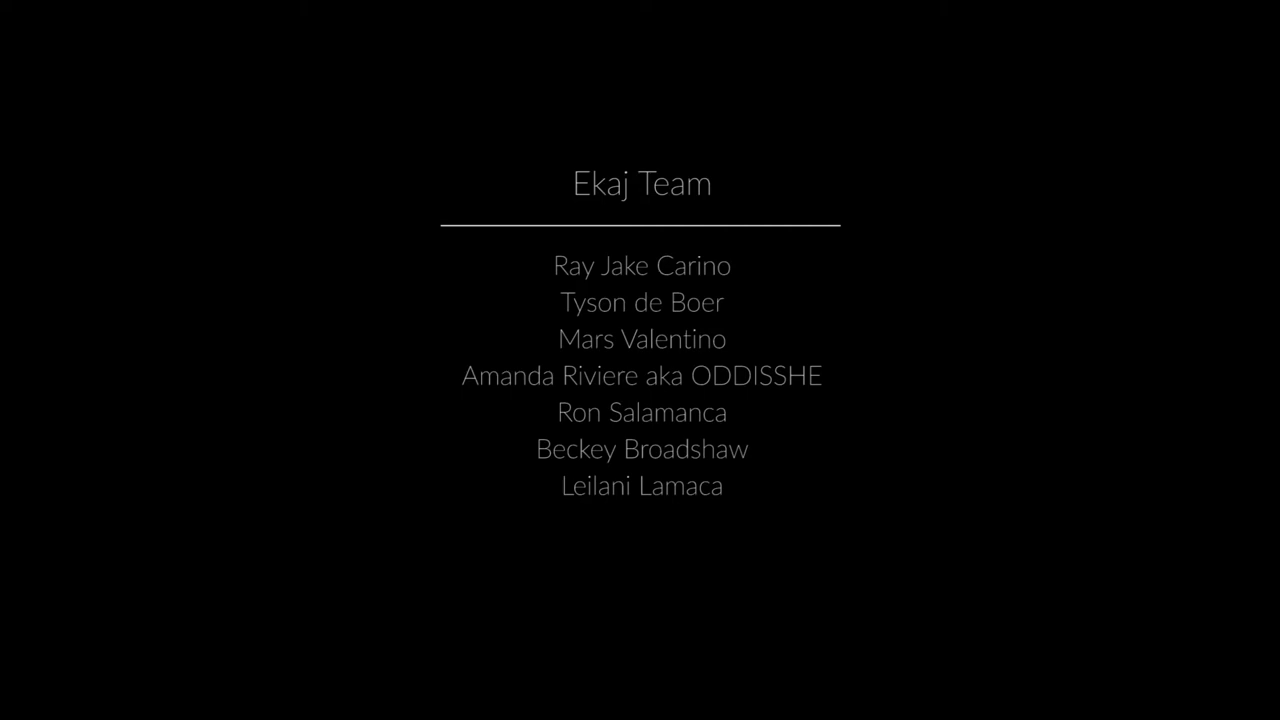 Ekaj Team
Ray Jake Carino
Tyson de Boer
Mars Valentino
Amanda Riviere aka ODDISSHE
Ron Salamanca
Beckey Broadshaw
Leilani Lamaca